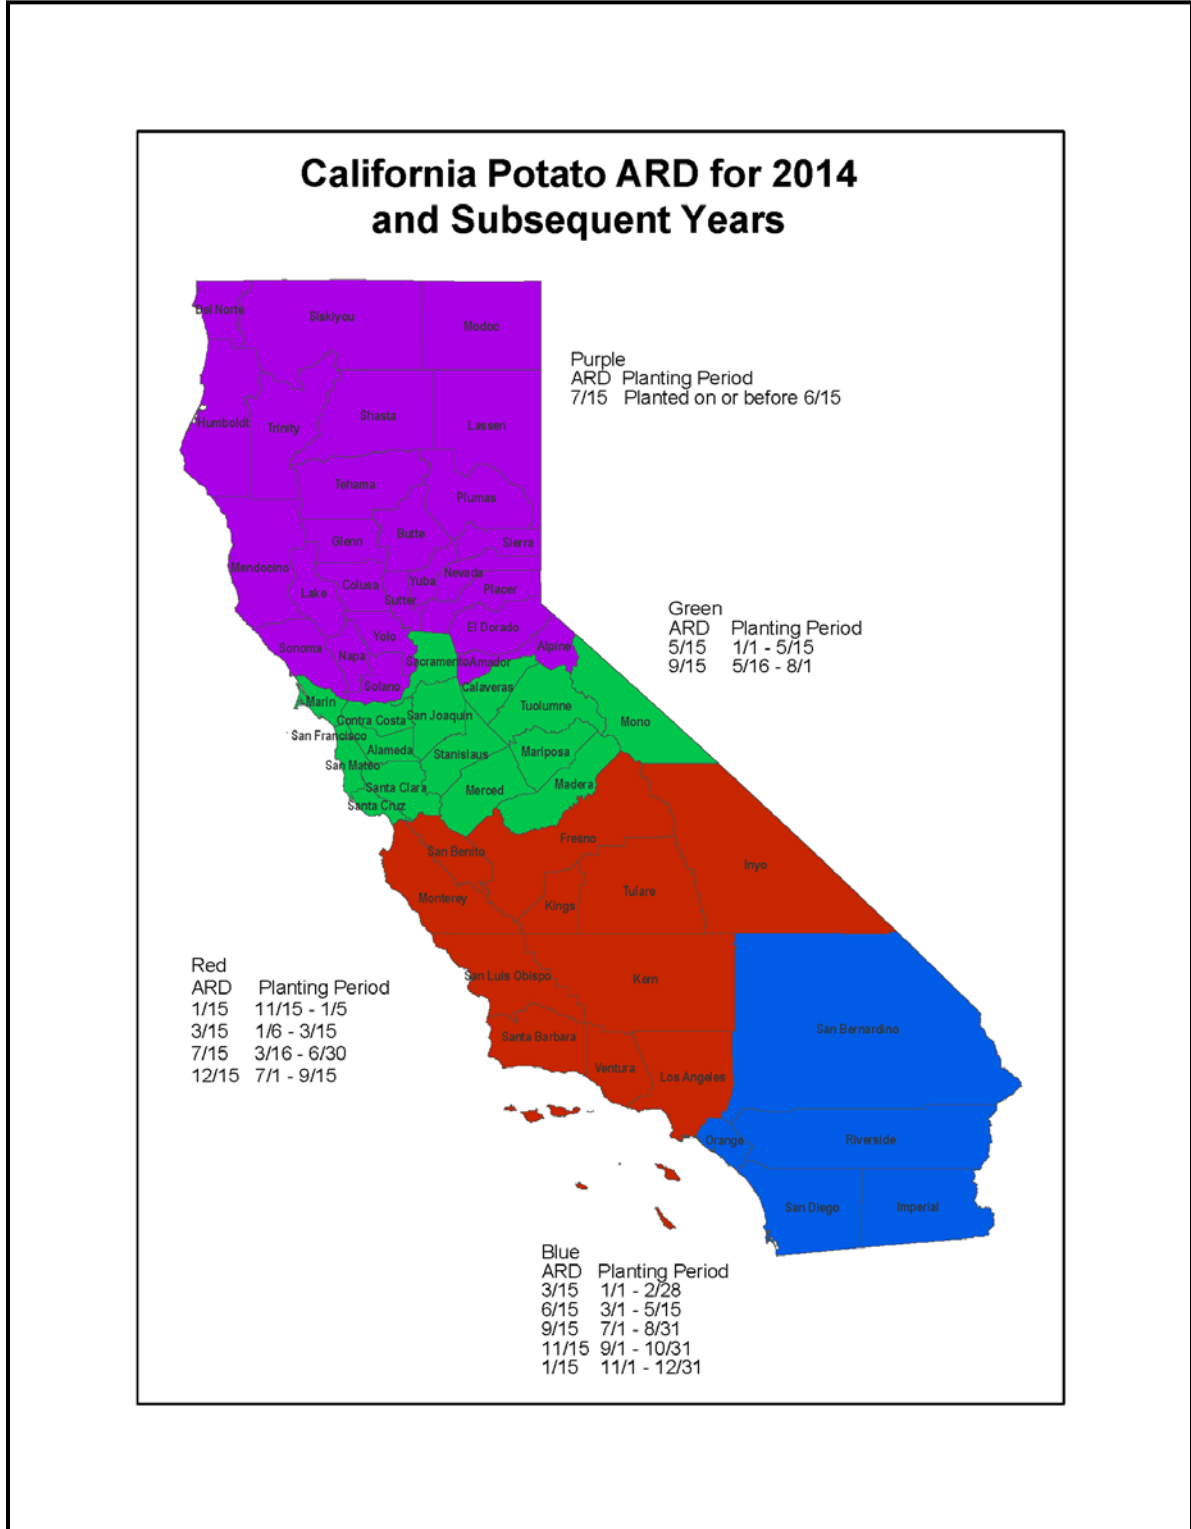 California Potato ARD for 2014
and Subsequent Years
Del Norte
Siskiyou
Modoc
Purple
ARD Planting Period
7/15 Planted on or before 6/15
Humboldt
Trinity
Shasta
Lassen
Tehama
Plumas
Glenn
Butte
Sierra
Mendocino
Lake
Colusa
Sutter
Yuba
Nevada
Placer
Green
ARD Planting Period
5/15 1/1 - 5/15
9/15 5/16 - 8/1
Sonoma
Napa
Yolo
El Dorado
Alpine
Solano
Sacramento
Amador
Calaveras
Marin
Contra Costa
San Joaquin
Tuolumne
Mono
San Francisco
Alameda
Stanislaus
Mariposa
San Mateo
Santa Clara
Merced
Madera
Santa Cruz
Fresno
San Benito
Inyo
Monterey
Kings
Tulare
Red
ARD Planting Period
1/15 11/15 - 1/5
3/15 1/6 - 3/15
7/15 3/16 - 6/30
12/15 7/1 - 9/15
San Luis Obispo
Kern
San Bernardino
Santa Barbara
Ventura
Los Angeles
Orange
Riverside
San Diego
Imperial
Blue
ARD Planting Period
3/15 1/1 - 2/28
6/15 3/1 - 5/15
9/15 7/1 - 8/31
11/15 9/1 - 10/31
1/15 11/1 - 12/31